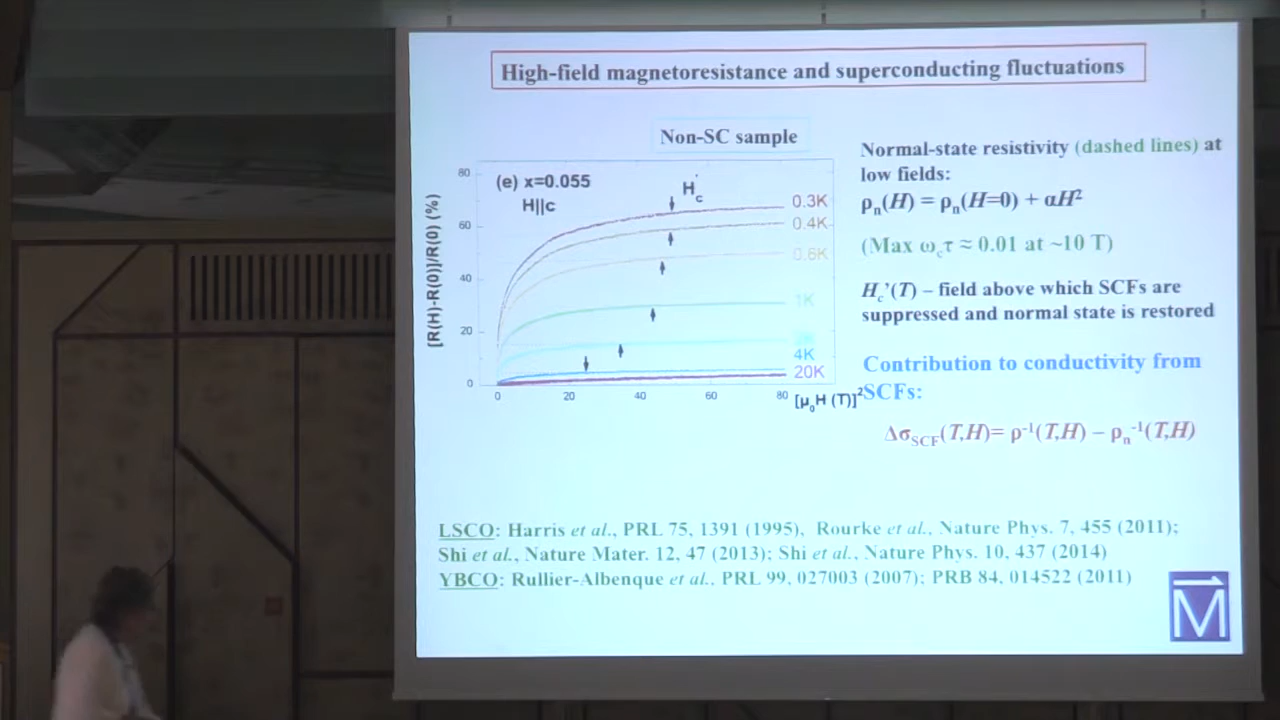 High-field magnetoresistance and superconducting fluctuations
Non-SC sample
[R(H)-R(0)]/R(0) (%)
80
60
40
20
0
(e) x=0.055
H||c
H'c
0.3K
0.4K
0.6K
1K
4K
20K
0 20 40 60 80
[μ₀H (T)]²
Normal-state resistivity (dashed lines) at
low fields:
ρn(H) = ρn(H=0) + αH²
(Max ωcτ ≈ 0.01 at ~10 T)
Hc’(T) – field above which SCFs are
suppressed and normal state is restored
Contribution to conductivity from
SCFs:
ΔσSCF(T,H)= ρ⁻¹(T,H) – ρn⁻¹(T,H)
LSCO: Harris et al., PRL 75, 1391 (1995), Rourke et al., Nature Phys. 7, 455 (2011);
Shi et al., Nature Mater. 12, 47 (2013); Shi et al., Nature Phys. 10, 437 (2014)
YBCO: Rullier-Albenque et al., PRL 99, 027003 (2007); PRB 84, 014522 (2011)
M